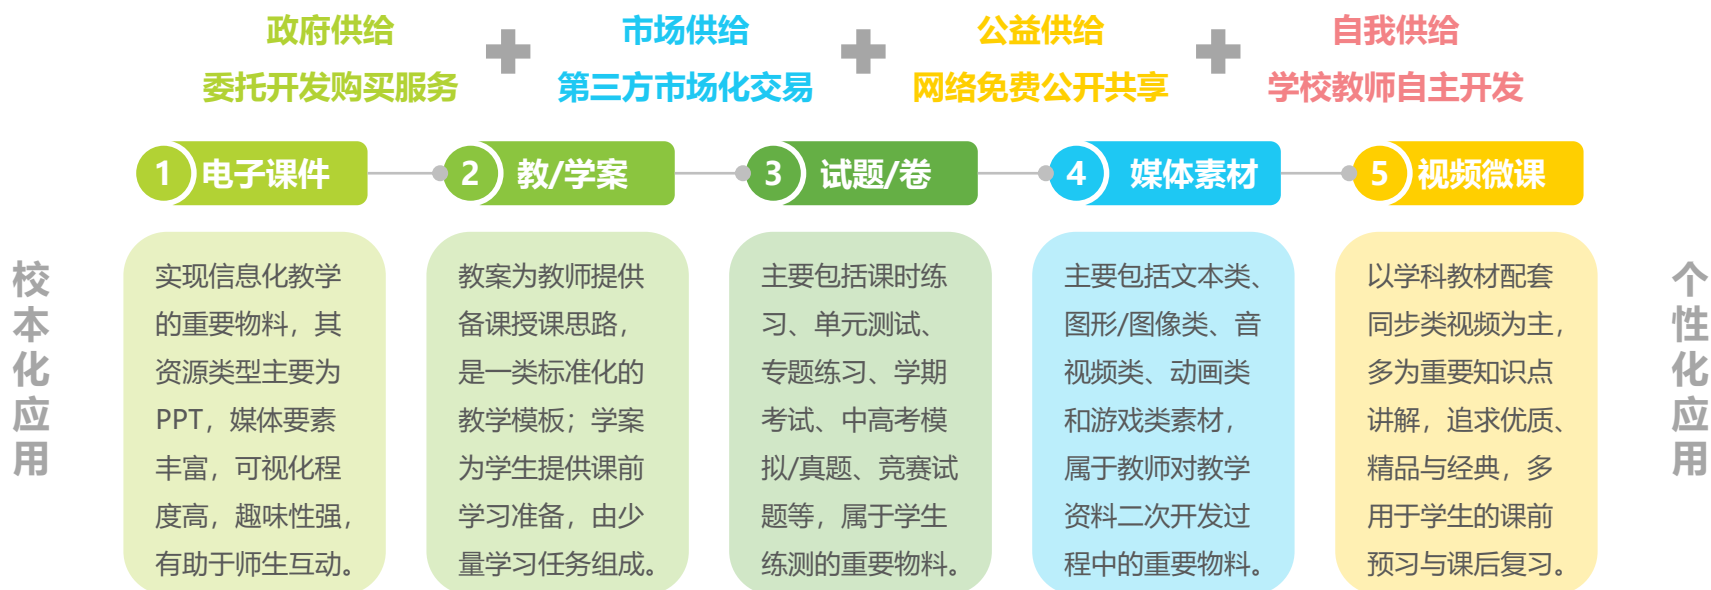 政府供给
委托开发购买服务
市场供给
第三方市场化交易
公益供给
网络免费公开共享
自我供给
学校教师自主开发
1 电子课件
2 教/学案
3 试题/卷
4 媒体素材
5 视频微课
校本化应用
实现信息化教学
的重要物料，其
资源类型主要为
PPT，媒体要素
丰富，可视化程
度高，趣味性强，
有助于师生互动。
教案为教师提供
备课授课思路，
是一类标准化的
教学模板；学案
为学生提供课前
学习准备，由少
量学习任务组成。
主要包括课时练
习、单元测试、
专题练习、学期
考试、中高考模
拟/真题、竞赛试
题等，属于学生
练测的重要物料。
主要包括文本类、
图形/图像类、音
视频类、动画类
和游戏类素材，
属于教师对教学
资料二次开发过
程中的重要物料。
以学科教材配套
同步类视频为主，
多为重要知识点
讲解，追求优质、
精品与经典，多
用于学生的课前
预习与课后复习。
个性化应用